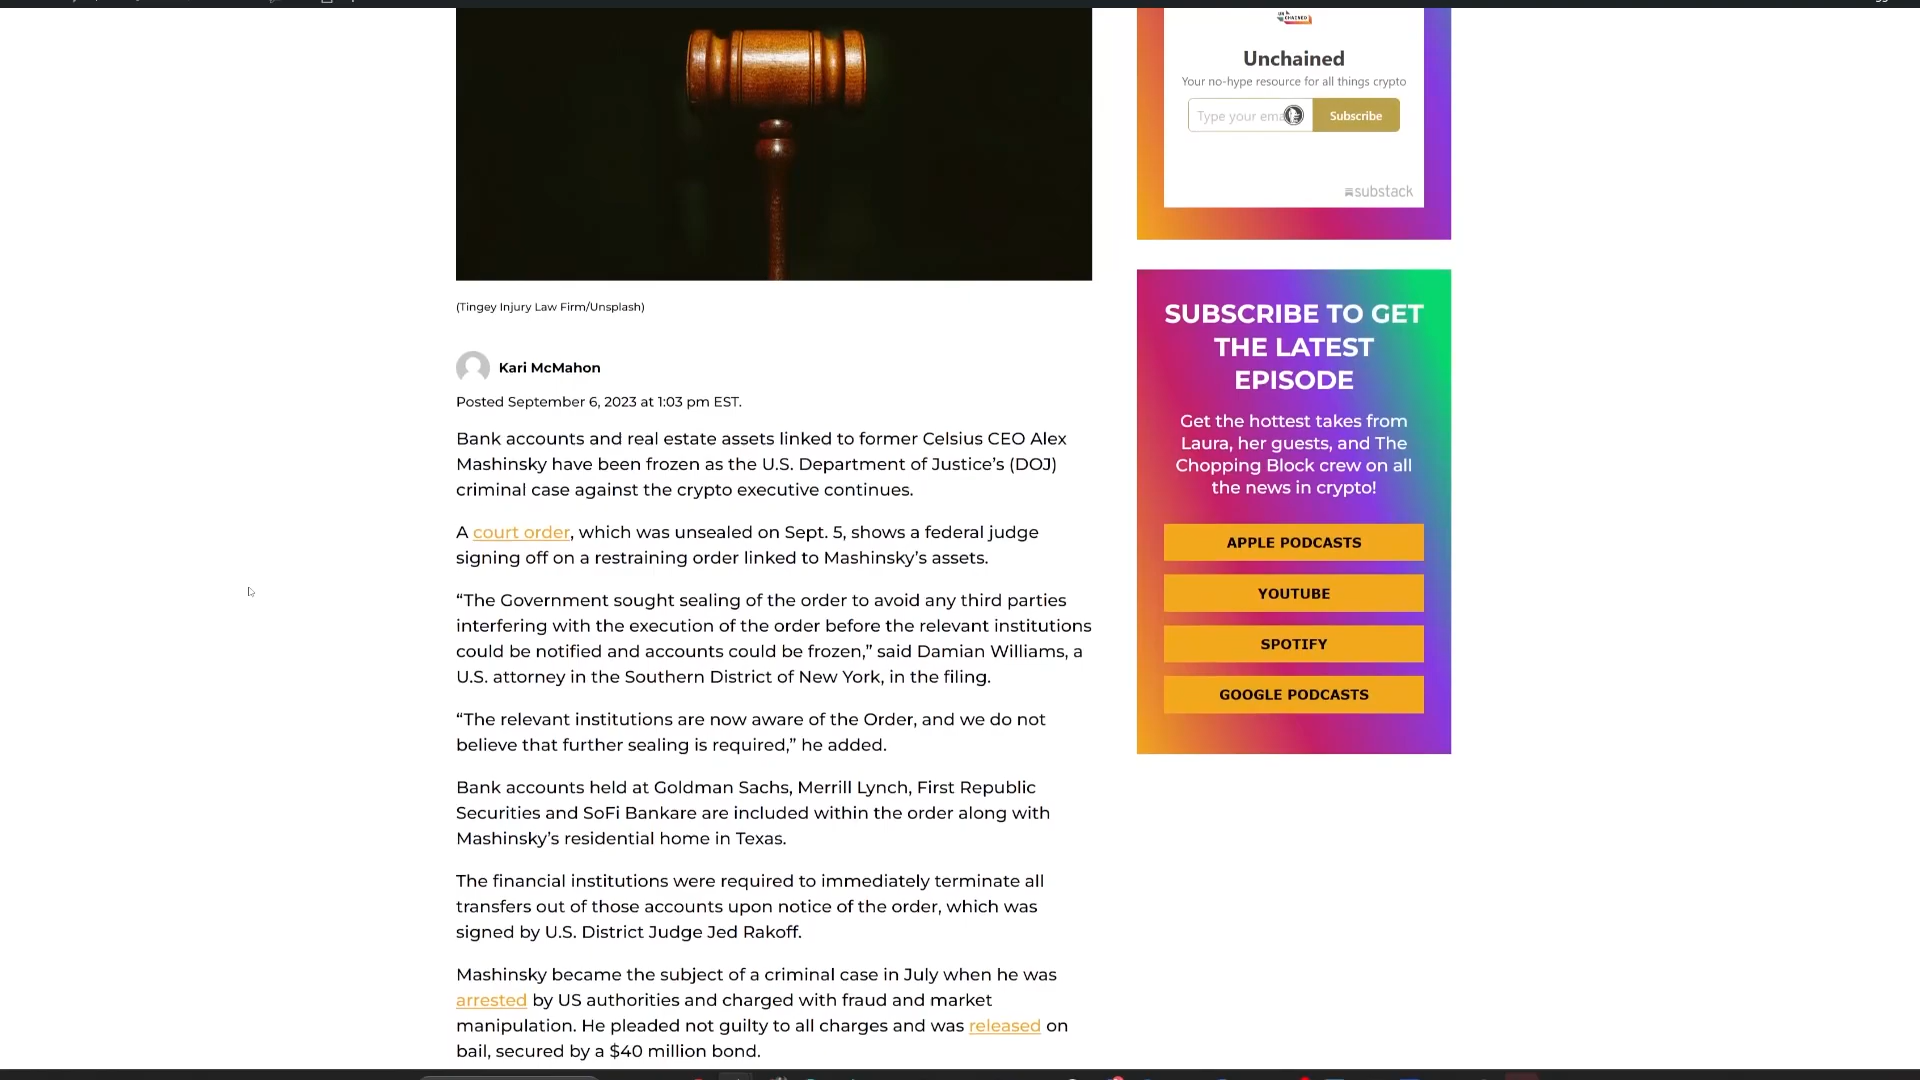 (Tingey Injury Law Firm/Unsplash)
Kari McMahon
Posted September 6, 2023 at 1:03 pm EST.
Bank accounts and real estate assets linked to former Celsius CEO Alex
Mashinsky have been frozen as the U.S. Department of Justice’s (DOJ)
criminal case against the crypto executive continues.
A court order, which was unsealed on Sept. 5, shows a federal judge
signing off on a restraining order linked to Mashinsky’s assets.
“The Government sought sealing of the order to avoid any third parties
interfering with the execution of the order before the relevant institutions
could be notified and accounts could be frozen,” said Damian Williams, a
U.S. attorney in the Southern District of New York, in the filing.
“The relevant institutions are now aware of the Order, and we do not
believe that further sealing is required,” he added.
Bank accounts held at Goldman Sachs, Merrill Lynch, First Republic
Securities and SoFi Bankare are included within the order along with
Mashinsky’s residential home in Texas.
The financial institutions were required to immediately terminate all
transfers out of those accounts upon notice of the order, which was
signed by U.S. District Judge Jed Rakoff.
Mashinsky became the subject of a criminal case in July when he was
arrested by US authorities and charged with fraud and market
manipulation. He pleaded not guilty to all charges and was released on
bail, secured by a $40 million bond.
CHAINED
Unchained
Your no-hype resource for all things crypto
Type your ema
Subscribe
substack
SUBSCRIBE TO GET
THE LATEST
EPISODE
Get the hottest takes from
Laura, her guests, and The
Chopping Block crew on all
the news in crypto!
APPLE PODCASTS
YOUTUBE
SPOTIFY
GOOGLE PODCASTS